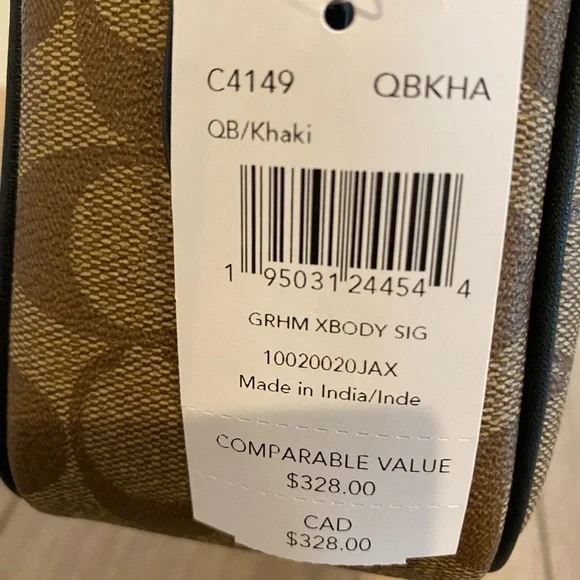 C4149 QBKHA
QB/Khaki
1 95031 24454 4
GRHM XBODY SIG
10020020JAX
Made in India/Inde
COMPARABLE VALUE
$328.00
CAD
$328.00